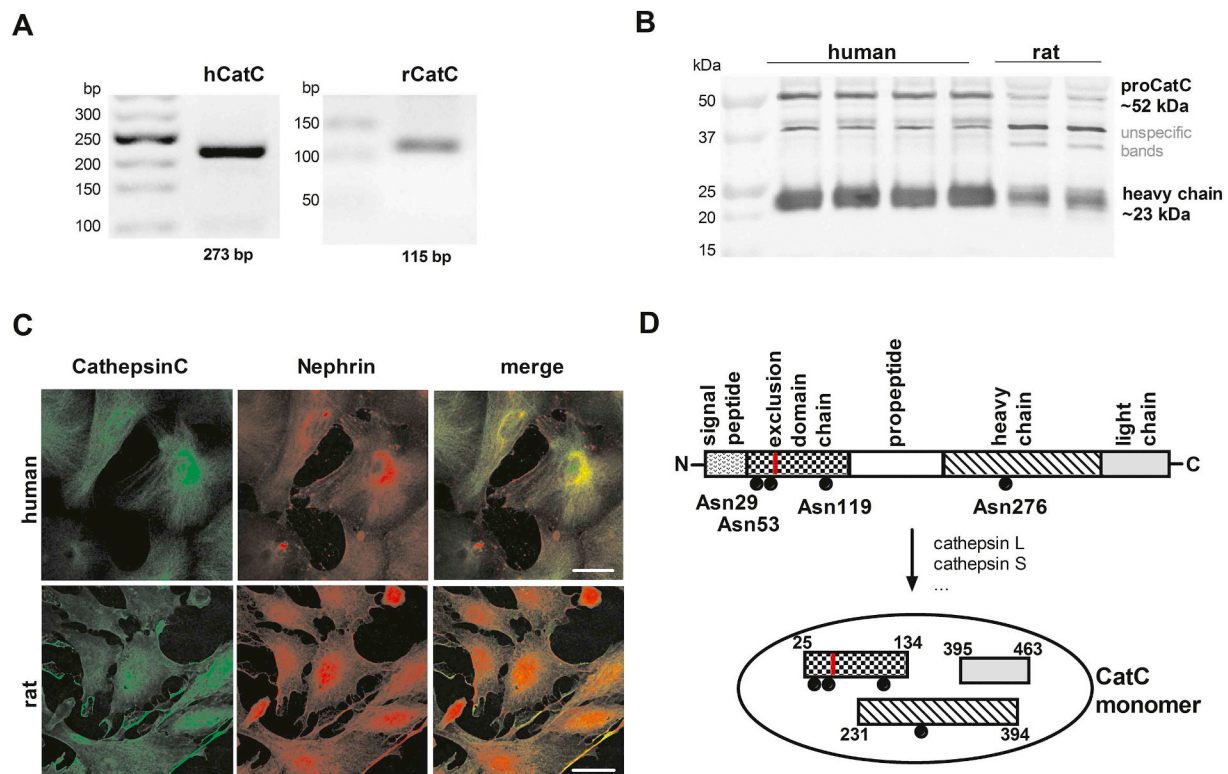 A
hCatC
rCatC
bp
300
250
200
150
100
273 bp
bp
150
100
50
115 bp
B
human
rat
kDa
50
37
25
20
15
proCatC
~52 kDa
unspecific
bands
heavy chain
~23 kDa
C
CathepsinC
Nephrin
merge
human
rat
D
signal
peptide
exclusion
domain
chain
propeptide
heavy
chain
light
chain
N
C
Asn29
Asn53
Asn119
Asn276
cathepsin L
cathepsin S
...
25
134
395
463
231
394
CatC
monomer